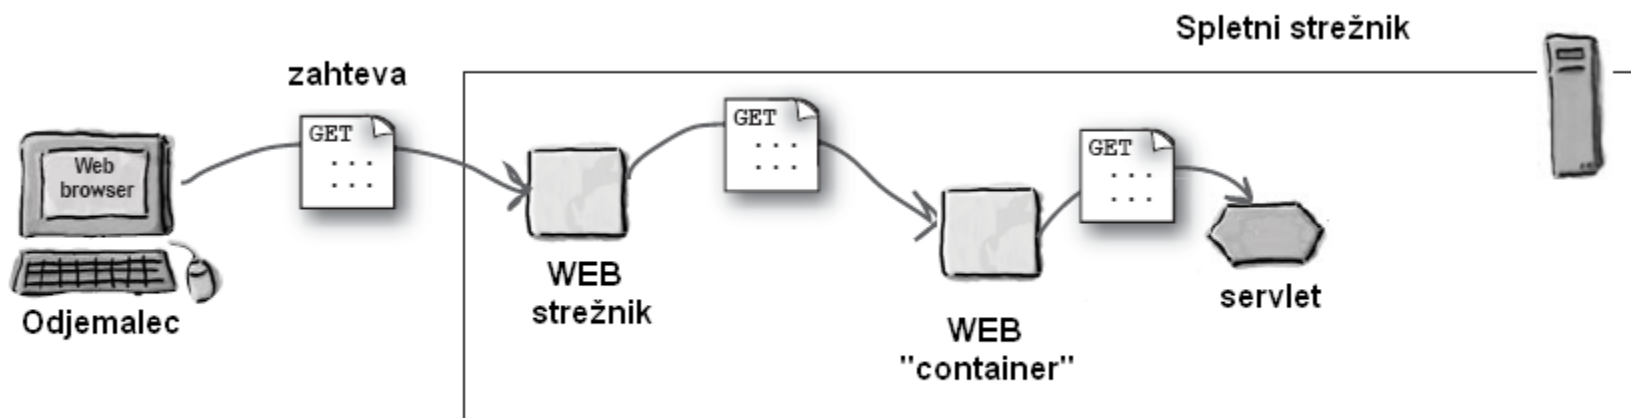 Spletni strežnik
zahteva
GET
. . .
. . .
GET
. . .
. . .
GET
. . .
. . .
Web
browser
Odjemalec
WEB
strežnik
WEB
"container"
servlet